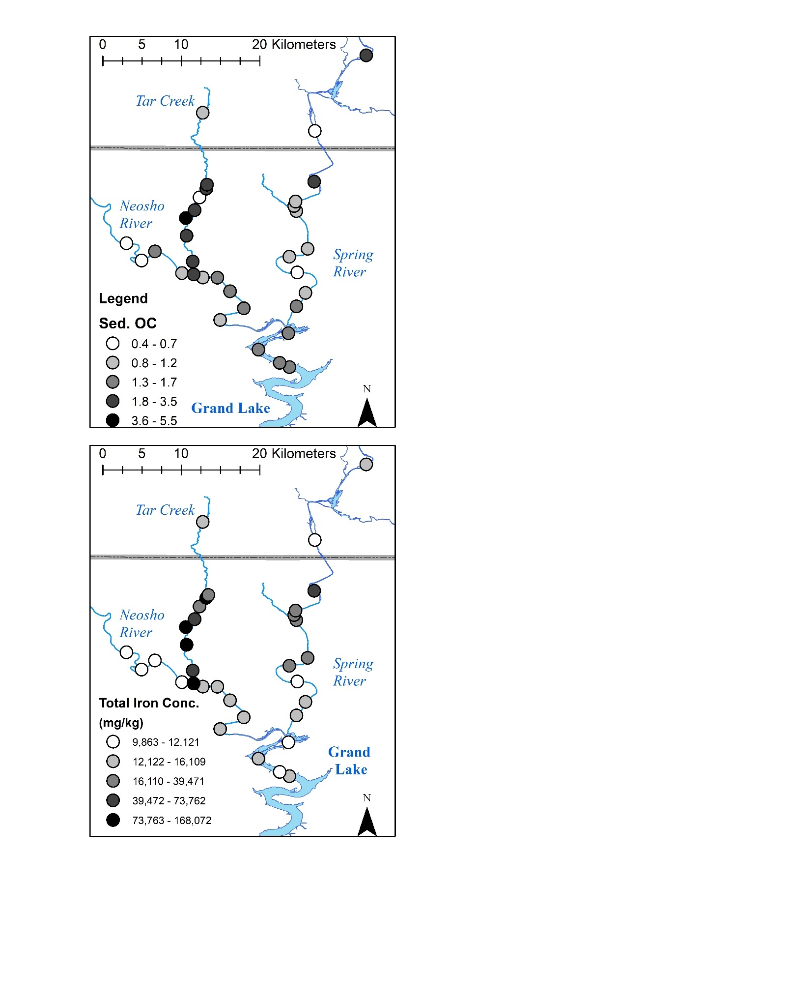 0 5 10 20 Kilometers
Tar Creek
Neosho
River
Spring
River
Legend
Sed. OC
0.4 - 0.7
0.8 - 1.2
1.3 - 1.7
1.8 - 3.5
3.6 - 5.5
Grand Lake
N
0 5 10 20 Kilometers
Tar Creek
Neosho
River
Spring
River
Total Iron Conc.
(mg/kg)
9,863 - 12,121
12,122 - 16,109
16,110 - 39,471
39,472 - 73,762
73,763 - 168,072
Grand
Lake
N